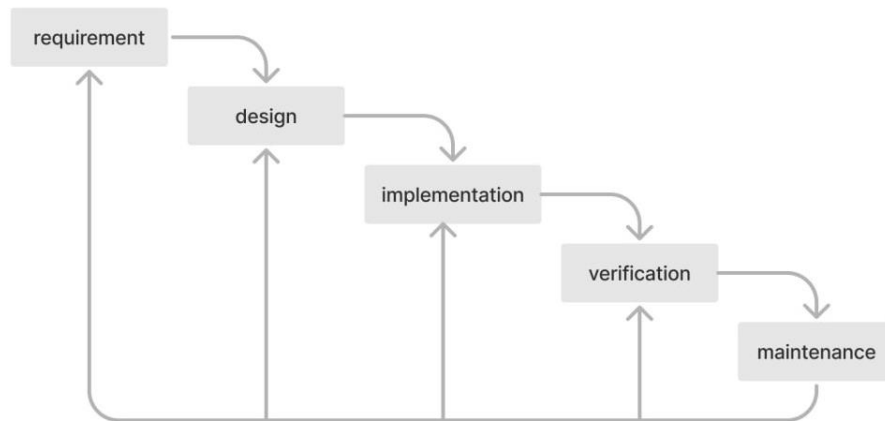 requirement
design
implementation
verification
maintenance